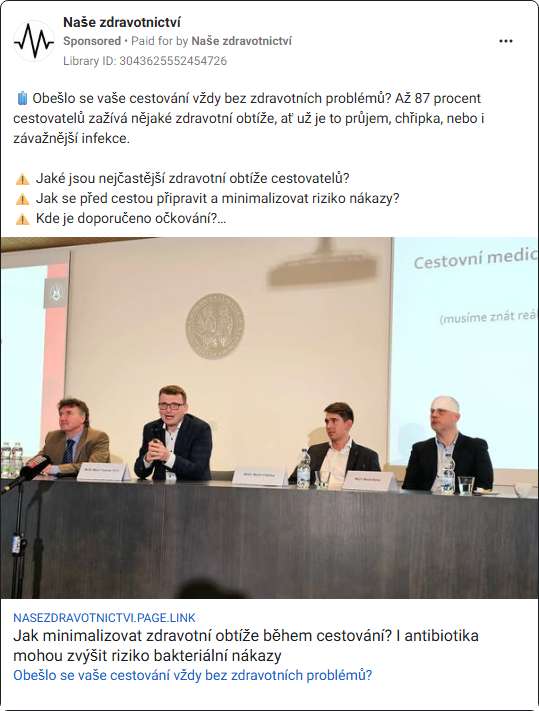 Naše zdravotnictví
Sponsored • Paid for by Naše zdravotnictví
Library ID: 3043625552454726
Obešlo se vaše cestování vždy bez zdravotních problémů? Až 87 procent
cestovatelů zažívá nějaké zdravotní obtíže, ať už je to průjem, chřipka, nebo i
závažnější infekce.
Jaké jsou nejčastější zdravotní obtíže cestovatelů?
Jak se před cestou připravit a minimalizovat riziko nákazy?
Kde je doporučeno očkování?...
Cestovní medic
(musíme znát reál
NASEZDRAVOTNICTVI.PAGE.LINK
Jak minimalizovat zdravotní obtíže během cestování? I antibiotika
mohou zvýšit riziko bakteriální nákazy
Obešlo se vaše cestování vždy bez zdravotních problémů?